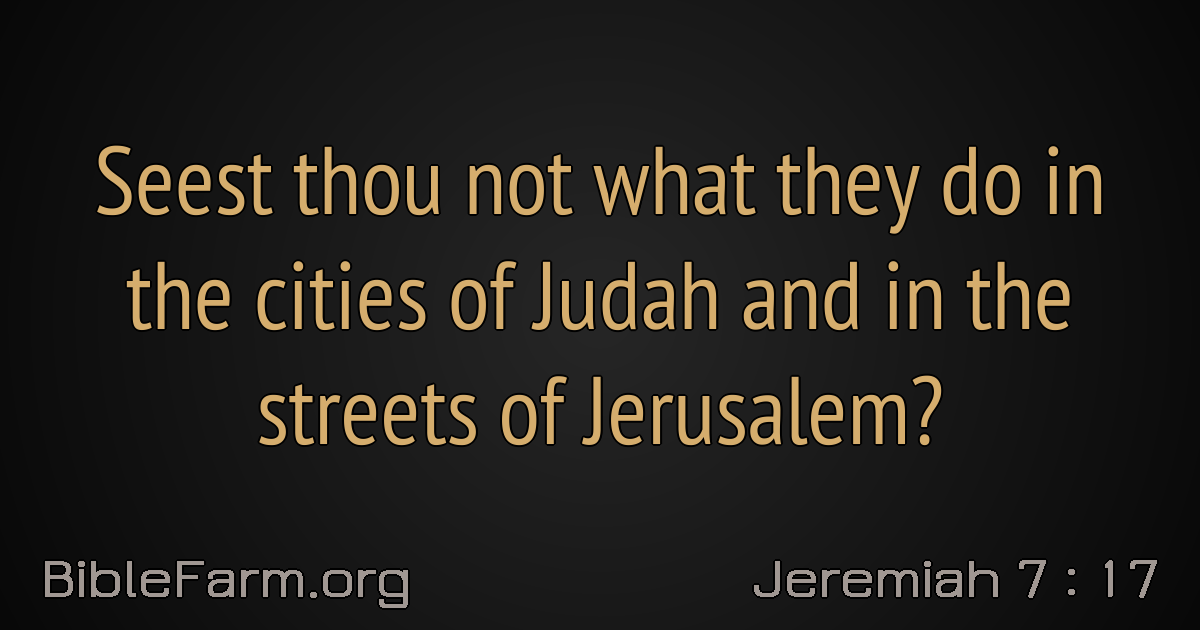 Seest thou not what they do in
the cities of Judah and in the
streets of Jerusalem?
BibleFarm.org
Jeremiah 7 : 17